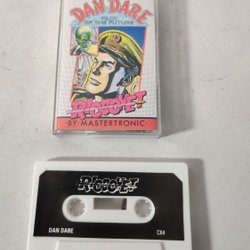 DAN DARE
PILOT
OF THE FUTURE
RICOCHET
BY·MASTERTRONIC·
RICOCHET
DAN DARE
C64